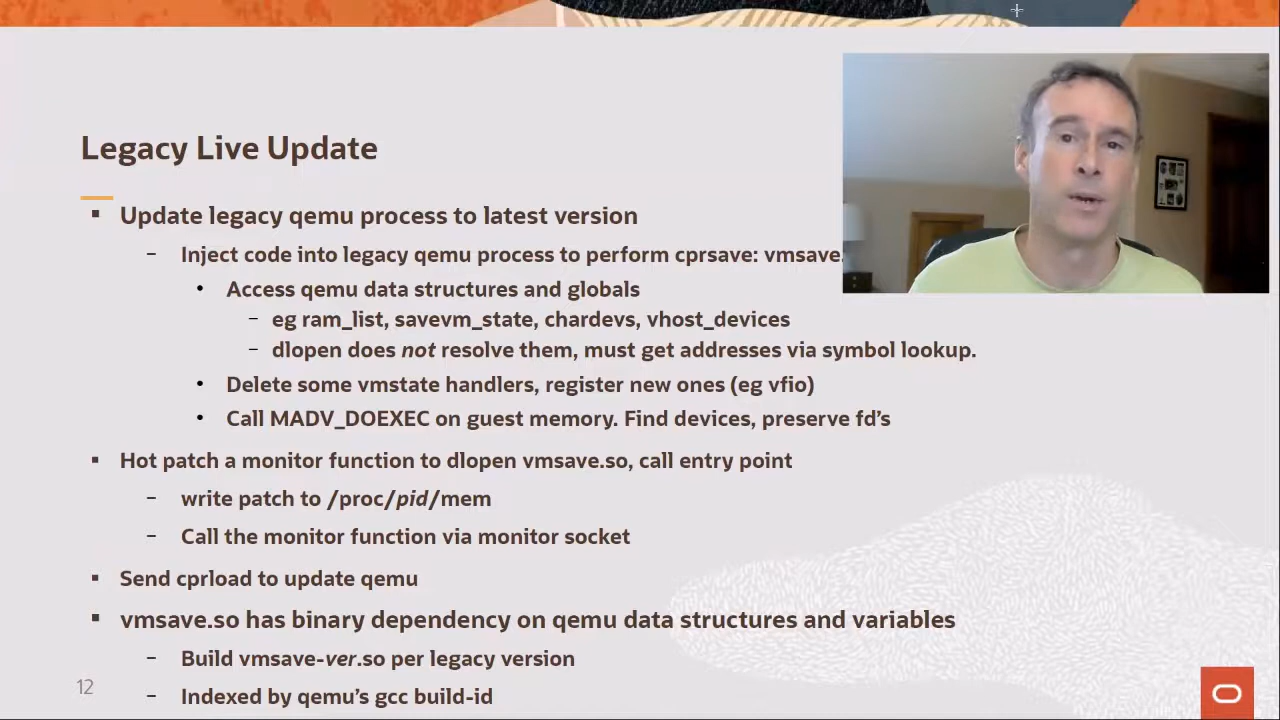 Legacy Live Update
▪ Update legacy qemu process to latest version
– Inject code into legacy qemu process to perform cprsave: vmsave.
• Access qemu data structures and globals
– eg ram_list, savevm_state, chardevs, vhost_devices
– dlopen does not resolve them, must get addresses via symbol lookup.
• Delete some vmstate handlers, register new ones (eg vfio)
• Call MADV_DOEXEC on guest memory. Find devices, preserve fd's
▪ Hot patch a monitor function to dlopen vmsave.so, call entry point
– write patch to /proc/pid/mem
– Call the monitor function via monitor socket
▪ Send cprload to update qemu
▪ vmsave.so has binary dependency on qemu data structures and variables
– Build vmsave-ver.so per legacy version
– Indexed by qemu's gcc build-id
12